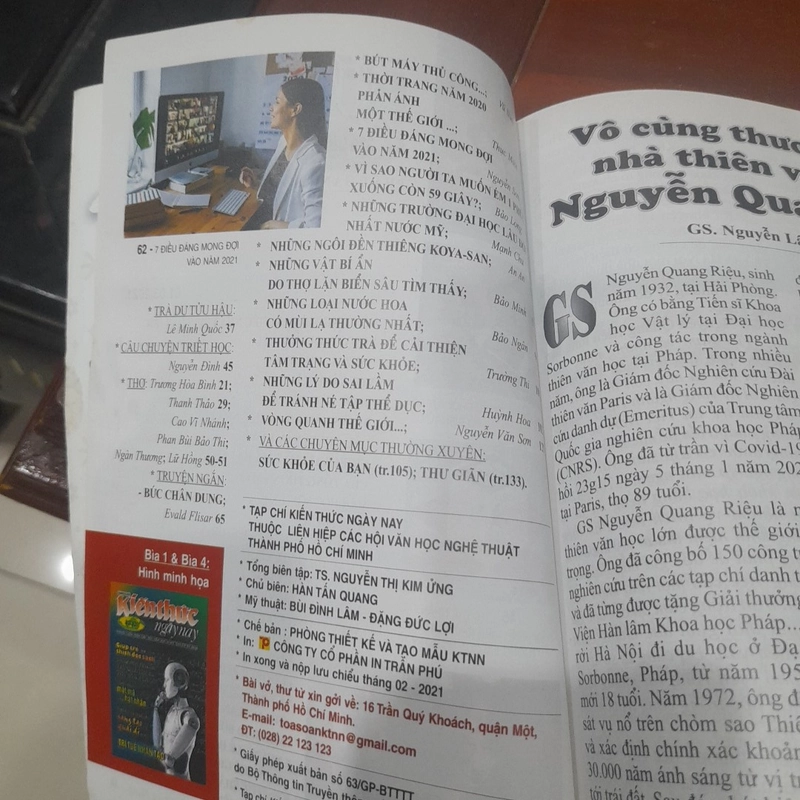 * BÚT MÁY THỦ CÔNG...;
* THỜI TRANG NĂM 2020
PHẢN ÁNH
MỘT THẾ GIỚI ...;
* 7 ĐIỀU ĐÁNG MONG ĐỢI
VÀO NĂM 2021;
* VÌ SAO NGƯỜI TA MUỐN ÉM 1 PHÚT
XUỐNG CÒN 59 GIÂY?;
* NHỮNG TRƯỜNG ĐẠI HỌC LÂU
NHẤT NƯỚC MỸ;
* NHỮNG NGÔI ĐỀN THIÊNG KOYA-SAN;
* NHỮNG VẬT BÍ ẨN
DO THỢ LẶN BIỂN SÂU TÌM THẤY;
Bảo Minh
* NHỮNG LOẠI NƯỚC HOA
CÓ MÙI LẠ THƯỜNG NHẤT;
Bảo Ngân
* THƯỞNG THỨC TRÀ ĐỂ CẢI THIỆN
TÂM TRẠNG VÀ SỨC KHỎE;
Trường Thi
* NHỮNG LÝ DO SAI LẦM
ĐỂ TRÁNH NÉ TẬP THỂ DỤC;
Huỳnh Hoa
* VÒNG QUANH THẾ GIỚI...;
Nguyễn Văn Sơn
* VÀ CÁC CHUYÊN MỤC THƯỜNG XUYÊN:
SỨC KHỎE CỦA BẠN (tr.105); THƯ GIÃN (tr.133).
62 - 7 ĐIỀU ĐÁNG MONG ĐỢI
VÀO NĂM 2021
* TRÀ DƯ TỬU HẬU:
Lê Minh Quốc 37
* CÂU CHUYỆN TRIẾT HỌC:
Nguyên Đình 45
* THƠ: Trương Hòa Bình 21;
Thanh Thảo 29;
Cao Vĩ Nhánh;
Phan Bùi Bảo Thi;
Ngàn Thương; Lữ Hồng 50-51
* TRUYỆN NGẮN:
- BỨC CHÂN DUNG;
Evald Flisar 65
Bìa 1 & Bìa 4:
Hình minh họa
Kiến thức
ngày nay
* TẠP CHÍ KIẾN THỨC NGÀY NAY
THUỘC LIÊN HIỆP CÁC HỘI VĂN HỌC NGHỆ THUẬT
THÀNH PHỐ HỒ CHÍ MINH
* Tổng biên tập: TS. NGUYỄN THỊ KIM ỬNG
* Chủ biên: HÀN TẤN QUANG
* Mỹ thuật: BÙI ĐÌNH LÂM - ĐẶNG ĐỨC LỢI
* Chế bản : PHÒNG THIẾT KẾ VÀ TẠO MẪU KTNN
* In: CÔNG TY CỔ PHẦN IN TRẦN PHÚ
* In xong và nộp lưu chiểu tháng 02 - 2021
* Bài vở, thư từ xin gởi về: 16 Trần Quý Khoách, quận Một,
Thành phố Hồ Chí Minh.
E-mail: toasoanktnn@gmail.com
ĐT: (028) 22 123 123
* Giấy phép xuất bản số 63/GP-BTTTT
do Bộ Thông tin Truyền
* Tạp
Vô cùng
nhà thiên
Nguyễn
GS. Nguyễn
GS Nguyễn Quang Riệu, sinh
năm 1932, tại Hải Phòng.
Ông có bằng Tiến sĩ Khoa
học Vật lý tại Đại học
Sorbonne và công tác trong ngành
thiên văn học tại Pháp. Trong nhiều
năm, ông là Giám đốc Nghiên cứu Đài
thiên văn Paris và là Giám đốc Nghiên
cứu danh dự (Emeritus) của Trung tâm
Quốc gia nghiên cứu khoa học Pháp
(CNRS). Ông đã từ trần vì
hồi 23g15 ngày 5 tháng 1 năm
tại Paris, thọ 89 tuổi.
GS Nguyễn Quang Riệu là
thiên văn học lớn được thế giới
trọng. Ông đã công bố 150 công
nghiên cứu trên các tạp chí danh
và đã từng được tặng Giải thưởng
Viện Hàn lâm Khoa học Pháp...
rời Hà Nội đi du học ở
Sorbonne, Pháp, từ năm
mới 18 tuổi. Năm 1972, ông
sát vụ nổ trên chòm sao
và xác định chính xác
30.000 năm ánh sáng từ vị